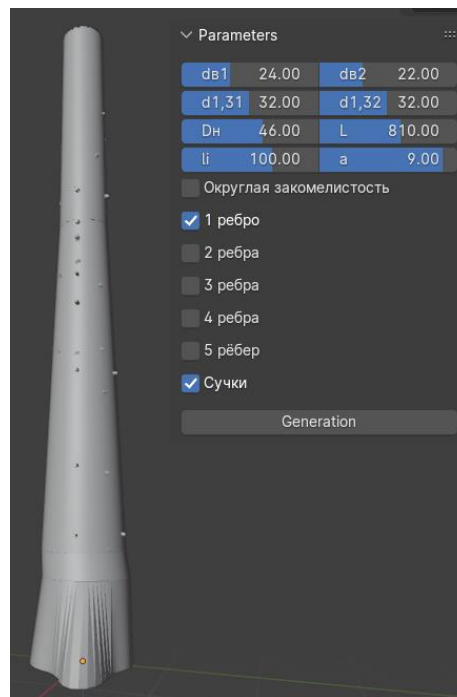 Parameters
dв1 24.00 dв2 22.00
d1,31 32.00 d1,32 32.00
Dн 46.00 L 810.00
li 100.00 a 9.00
Округлая закомелистость
1 ребро
2 ребра
3 ребра
4 ребра
5 рёбер
Сучки
Generation